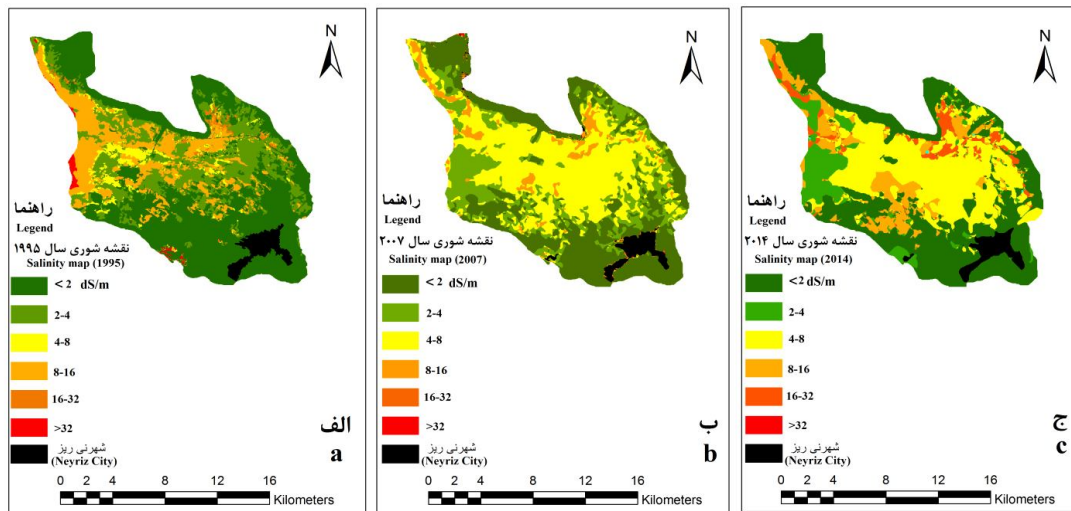 N
راهنما
Legend
نقشه شوری سال ۱۹۹۵
Salinity map (1995)
< 2 dS/m
2-4
4-8
8-16
16-32
>32
شهرنی ریز
(Neyriz City)
الف
a
0 2 4 8 12 16
Kilometers
N
راهنما
Legend
نقشه شوری سال ۲۰۰۷
Salinity map (2007)
< 2 dS/m
2-4
4-8
8-16
16-32
>32
شهرنی ریز
(Neyriz City)
ب
b
0 2 4 8 12 16
Kilometers
N
راهنما
Legend
نقشه شوری سال ۲۰۱۴
Salinity map (2014)
<2 dS/m
2-4
4-8
8-16
16-32
>32
شهرنی ریز
(Neyriz City)
ج
c
0 2 4 8 12 16
Kilometers